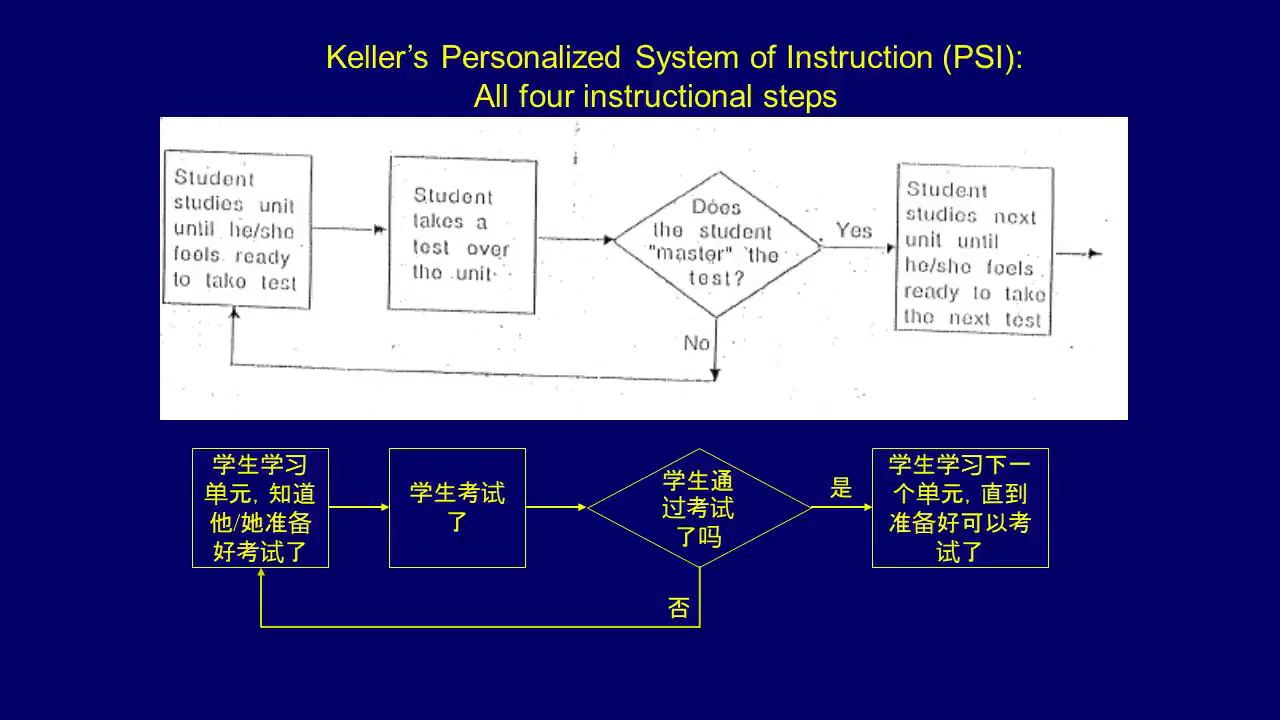 Keller’s Personalized System of Instruction (PSI):
All four instructional steps
Student
studies unit
until he/she
feels ready
to take test
Student
takes a
test over
the unit
Does
the student
"master" the
test?
Yes
No
Student
studies next
unit until
he/she feels
ready to take
the next test
学生学习
单元, 知道
他/她准备
好考试了
学生考试
了
学生通
过考试
了吗
是
否
学生学习下一
个单元, 直到
准备好可以考
试了